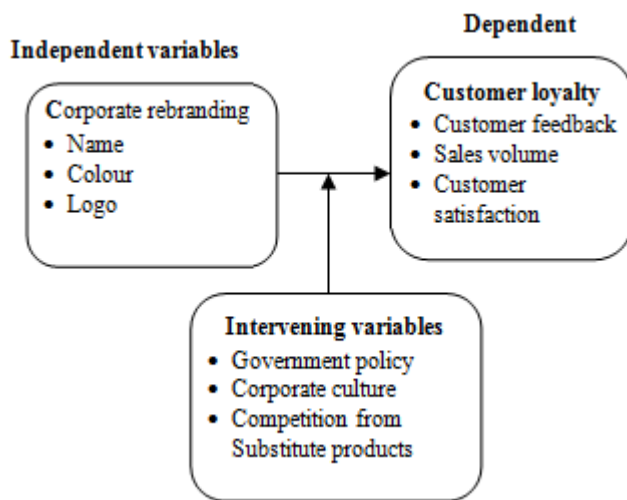 Dependent
Independent variables
Corporate rebranding
• Name
• Colour
• Logo
Customer loyalty
• Customer feedback
• Sales volume
• Customer
satisfaction
Intervening variables
• Government policy
• Corporate culture
• Competition from
Substitute products